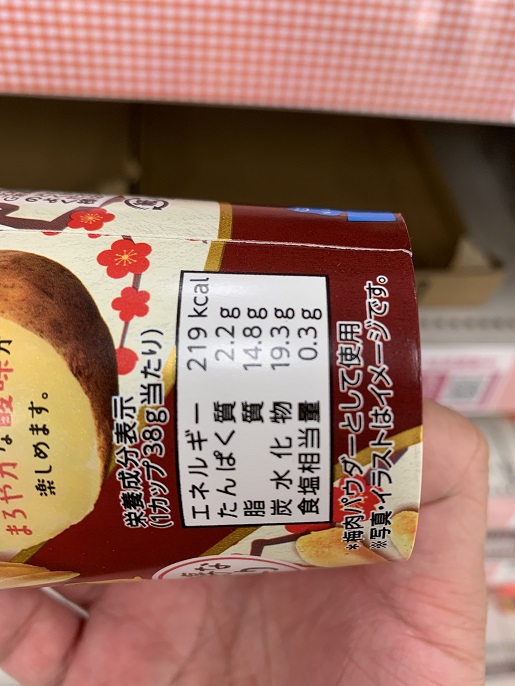 まろやかな酸味が
楽しめます。
栄養成分表示
(1カップ38g当たり)
エネルギー 219 kcal
たんぱく質 2.2g
脂質 14.8g
炭水化物 19.3g
食塩相当量 0.3g
*梅肉パウダーとして使用
※写真・イラストはイメージです。